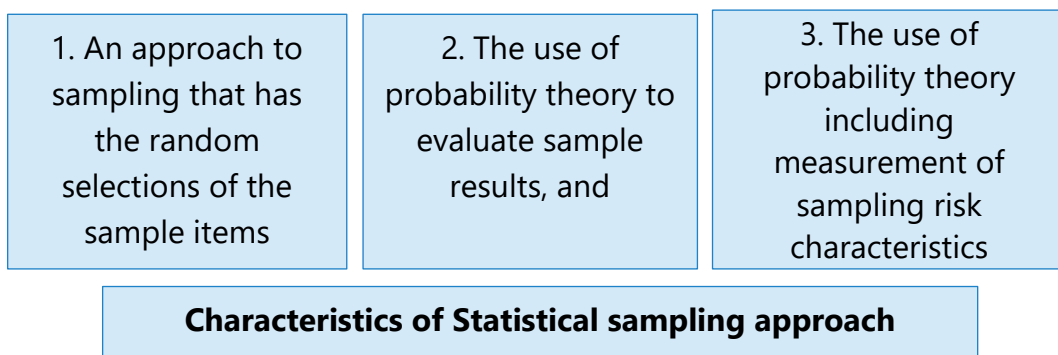 1. An approach to
sampling that has
the random
selections of the
sample items
2. The use of
probability theory to
evaluate sample
results, and
3. The use of
probability theory
including
measurement of
sampling risk
characteristics
Characteristics of Statistical sampling approach